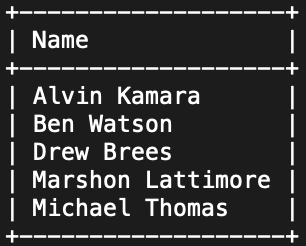 Name
Alvin Kamara
Ben Watson
Drew Brees
Marshon Lattimore
Michael Thomas